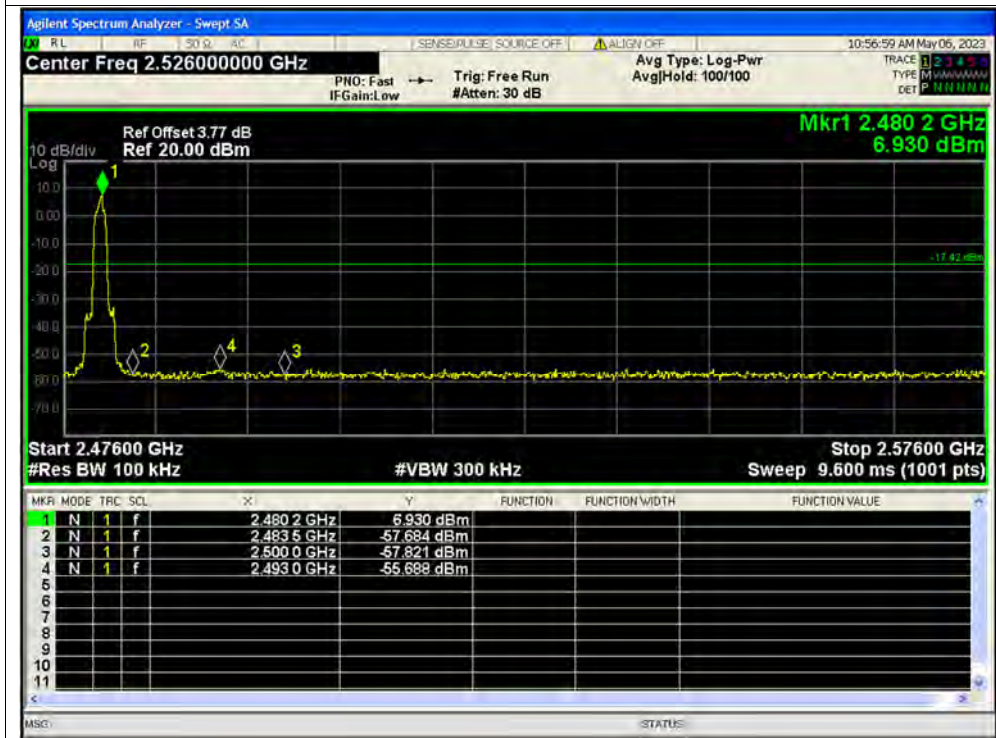 Agilent Spectrum Analyzer - Swept SA
RL RF 50 Ω AC SENSE:PULSE SOURCE OFF ALIGN OFF 10:56:59 AM May 06, 2023
Center Freq 2.526000000 GHz
PNO: Fast
IFGain:Low
Trig: Free Run
#Atten: 30 dB
Avg Type: Log-Pwr
Avg|Hold: 100/100
TRACE 1 2 3 4 5 6
TYPE M
DET P N N N N N
Mkr1 2.480 2 GHz
6.930 dBm
Ref Offset 3.77 dB
10 dB/div Ref 20.00 dBm
Log
1
10.0
0.00
-10.0
-17.42 dBm
-20.0
-30.0
-40.0
-50.0
2
4
3
-60.0
-70.0
Start 2.47600 GHz Stop 2.57600 GHz
#Res BW 100 kHz #VBW 300 kHz Sweep 9.600 ms (1001 pts)
MKR MODE TRC SCL X Y FUNCTION FUNCTION WIDTH FUNCTION VALUE
1 N 1 f 2.480 2 GHz 6.930 dBm
2 N 1 f 2.483 5 GHz -57.684 dBm
3 N 1 f 2.500 0 GHz -57.821 dBm
4 N 1 f 2.493 0 GHz -55.688 dBm
5
6
7
8
9
10
11
MSG STATUS